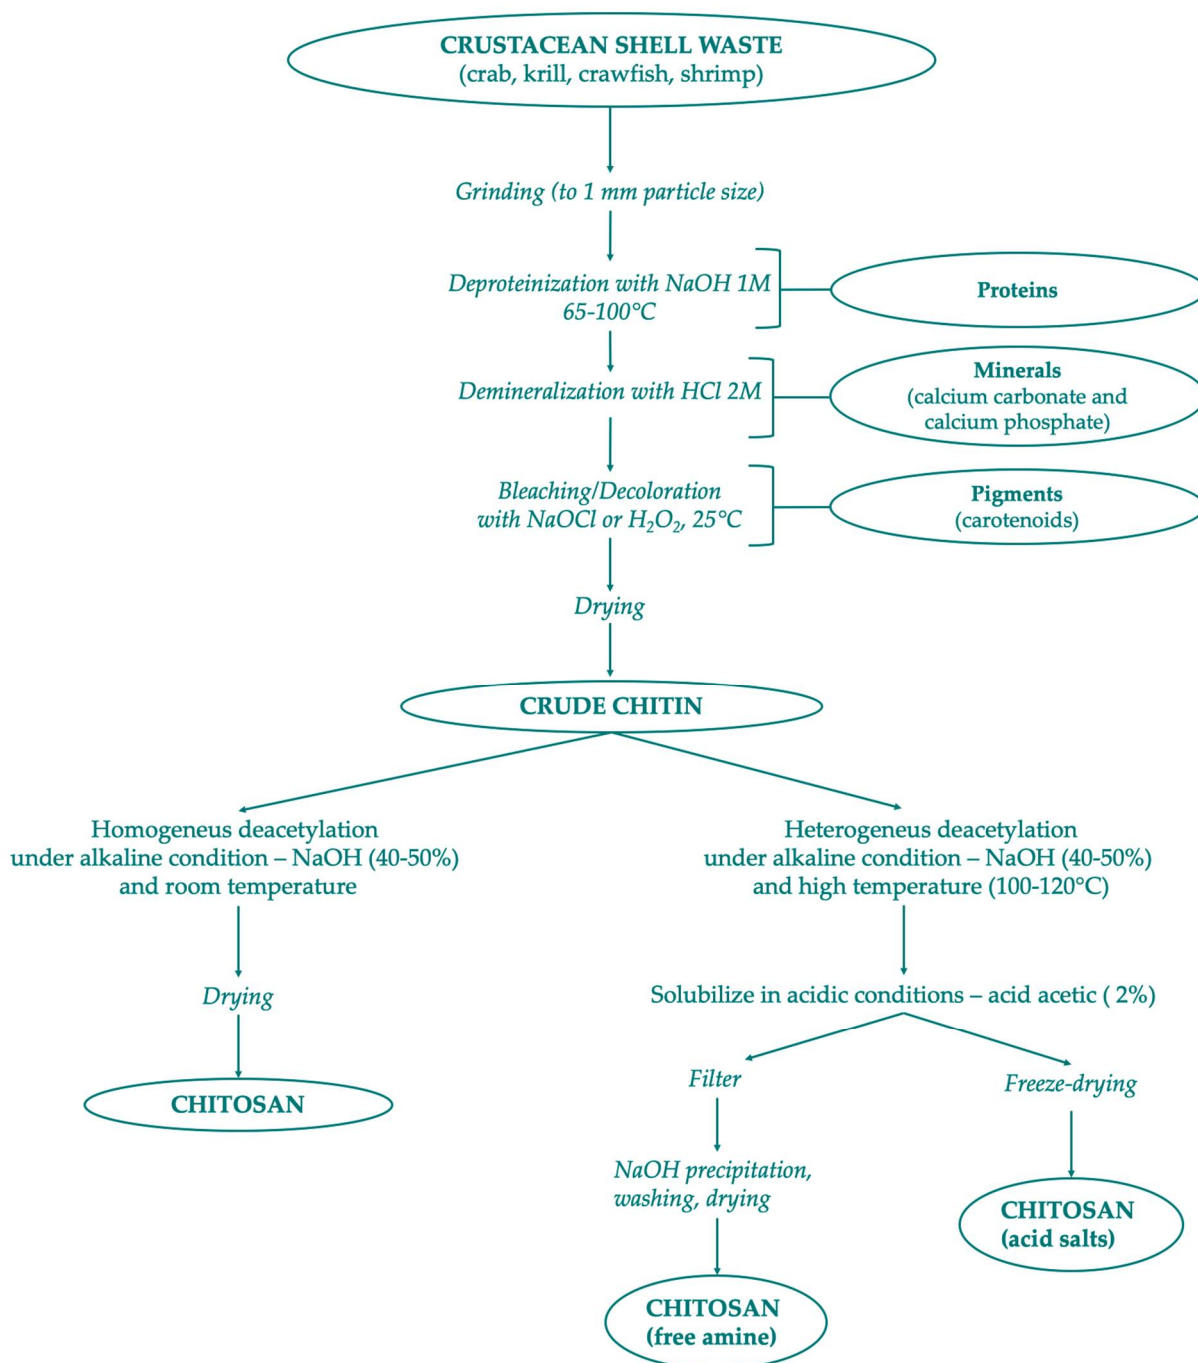 CRUSTACEAN SHELL WASTE
(crab, krill, crawfish, shrimp)
Grinding (to 1 mm particle size)
Deproteinization with NaOH 1M
65-100°C
Proteins
Demineralization with HCl 2M
Minerals
(calcium carbonate and
calcium phosphate)
Bleaching/Decoloration
with NaOCl or H₂O₂, 25°C
Pigments
(carotenoids)
Drying
CRUDE CHITIN
Homogeneus deacetylation
under alkaline condition – NaOH (40-50%)
and room temperature
Drying
CHITOSAN
Heterogeneus deacetylation
under alkaline condition – NaOH (40-50%)
and high temperature (100-120°C)
Solubilize in acidic conditions – acid acetic ( 2%)
Filter
NaOH precipitation,
washing, drying
CHITOSAN
(free amine)
Freeze-drying
CHITOSAN
(acid salts)